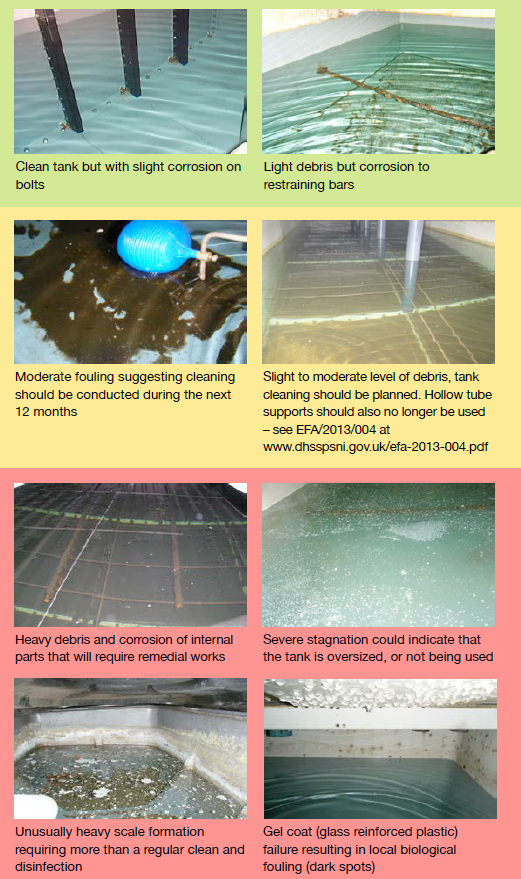 Clean tank but with slight corrosion on
bolts
Light debris but corrosion to
restraining bars
Moderate fouling suggesting cleaning
should be conducted during the next
12 months
Slight to moderate level of debris, tank
cleaning should be planned. Hollow tube
supports should also no longer be used
– see EFA/2013/004 at
www.dhsspsni.gov.uk/efa-2013-004.pdf
Heavy debris and corrosion of internal
parts that will require remedial works
Severe stagnation could indicate that
the tank is oversized, or not being used
Unusually heavy scale formation
requiring more than a regular clean and
disinfection
Gel coat (glass reinforced plastic)
failure resulting in local biological
fouling (dark spots)